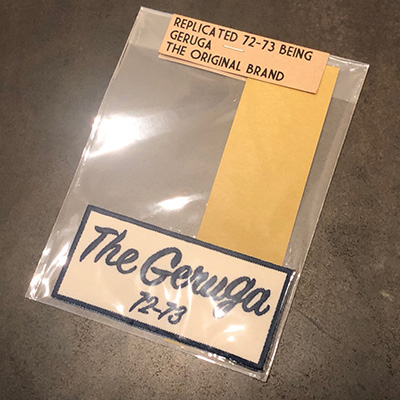 REPLICATED 72-73 BEING
GERUGA
THE ORIGINAL BRAND
The Geruga
72-73